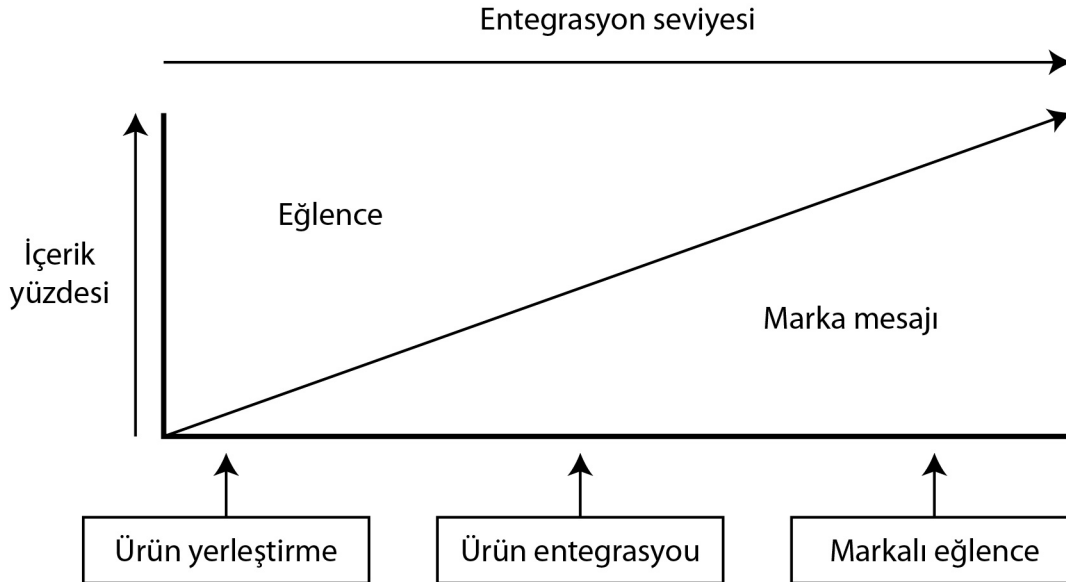 Entegrasyon seviyesi
Eğlence
İçerik
yüzdesi
Marka mesajı
Ürün yerleştirme
Ürün entegrasyou
Markalı eğlence